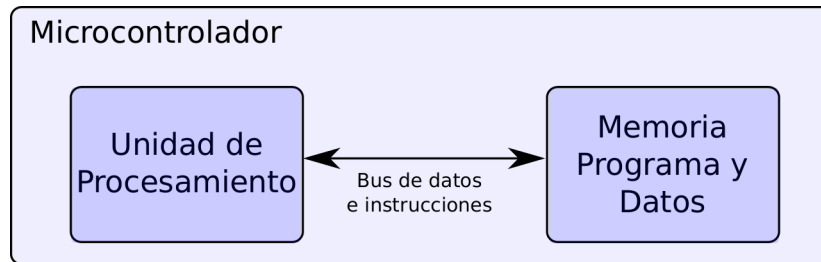 Microcontrolador
Unidad de
Procesamiento
Bus de datos
e instrucciones
Memoria
Programa y
Datos